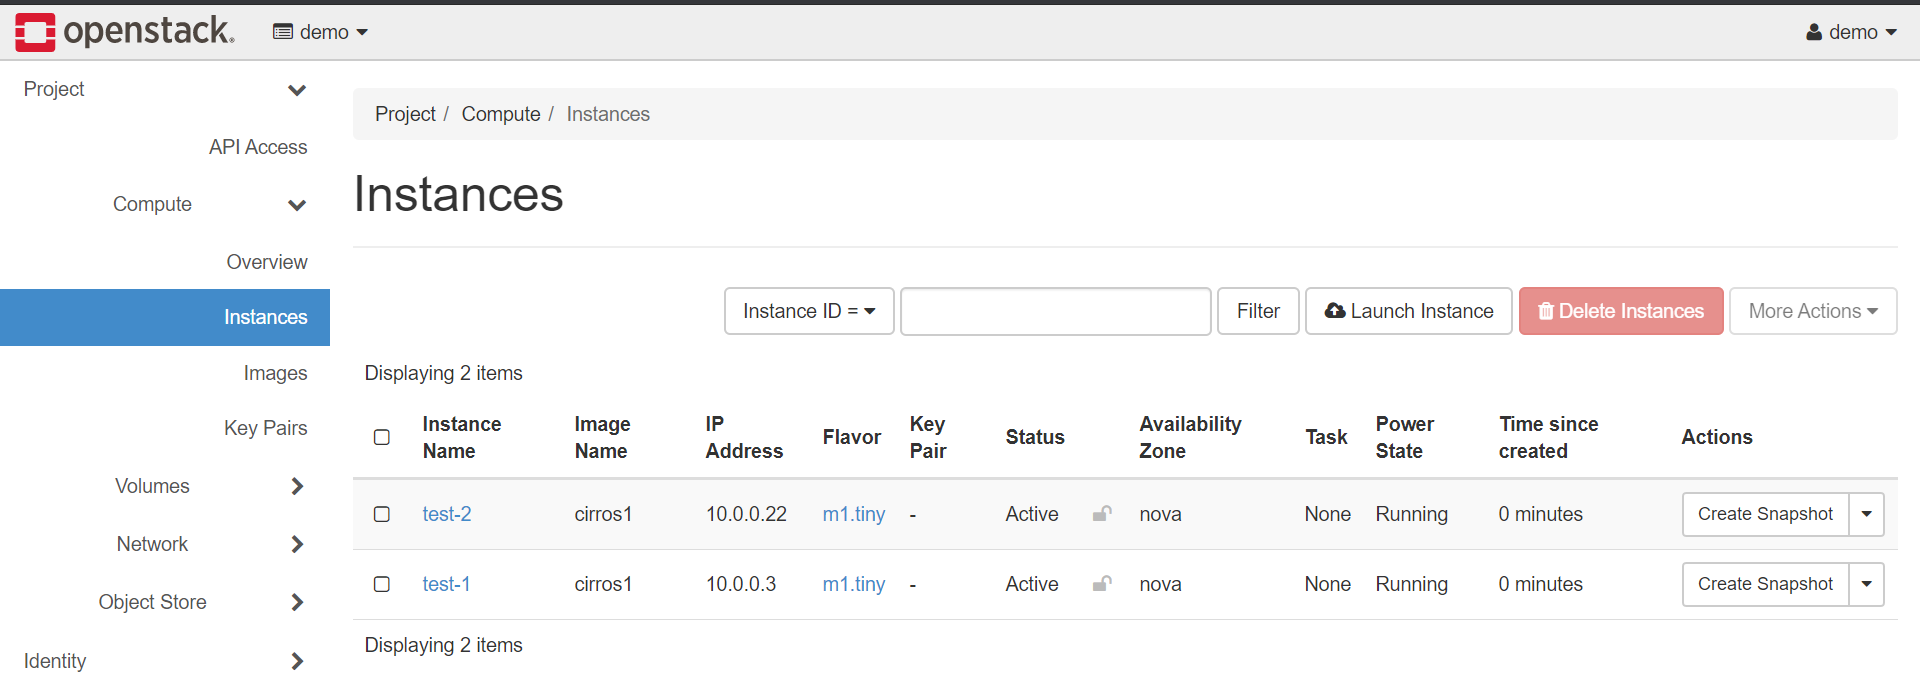 openstack.
demo
demo
Project
API Access
Compute
Overview
Instances
Images
Key Pairs
Volumes
Network
Object Store
Identity
Project / Compute / Instances
Instances
Instance ID = Filter Launch Instance Delete Instances More Actions
Displaying 2 items
Instance Name Image Name IP Address Flavor Key Pair Status Availability Zone Task Power State Time since created Actions
test-2 cirros1 10.0.0.22 m1.tiny - Active nova None Running 0 minutes Create Snapshot
test-1 cirros1 10.0.0.3 m1.tiny - Active nova None Running 0 minutes Create Snapshot
Displaying 2 items